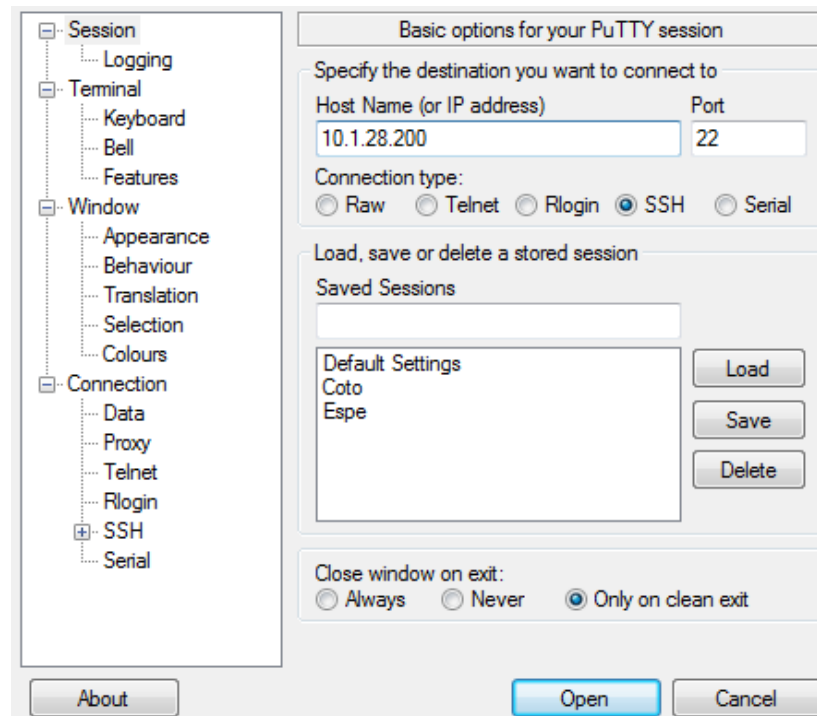 Session
Logging
Terminal
Keyboard
Bell
Features
Window
Appearance
Behaviour
Translation
Selection
Colours
Connection
Data
Proxy
Telnet
Rlogin
SSH
Serial
Basic options for your PuTTY session
Specify the destination you want to connect to
Host Name (or IP address) Port
10.1.28.200 22
Connection type:
Raw Telnet Rlogin SSH Serial
Load, save or delete a stored session
Saved Sessions
Default Settings
Coto
Espe
Load
Save
Delete
Close window on exit:
Always Never Only on clean exit
About Open Cancel